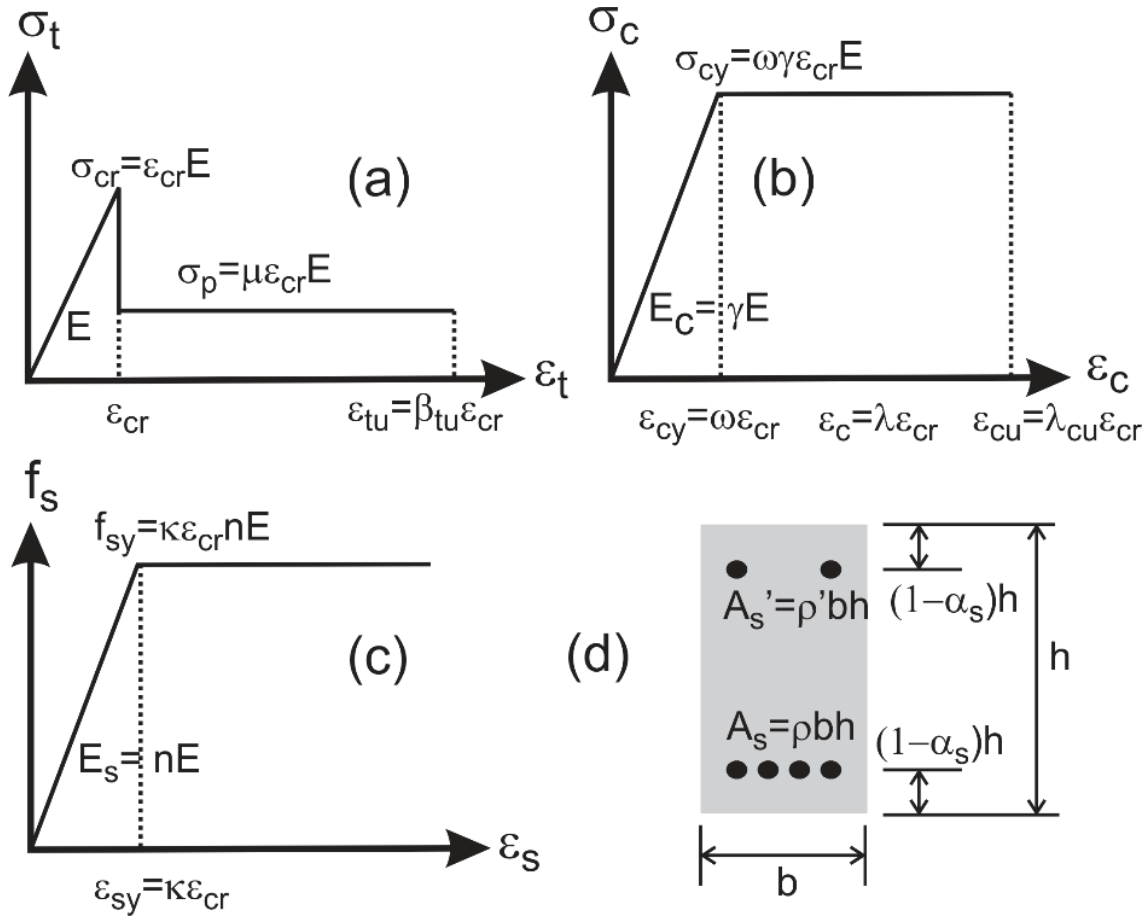 σt
σcr=εcrE
(a)
σp=μεcrE
E
εt
εcr
εtu=βtuεcr
σc
σcy=ωγεcrE
(b)
Ec= γE
εc
εcy=ωεcr
εc=λεcr
εcu=λcuεcr
fs
fsy=κεcrnE
(c)
Es= nE
εs
εsy=κεcr
(d)
As'=ρ'bh
(1−αs)h
h
As=ρbh
(1−αs)h
b